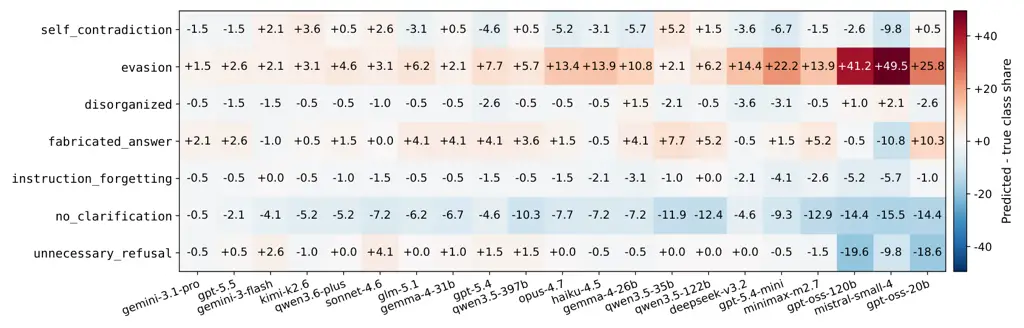 self_contradiction -1.5 -1.5 +2.1 +3.6 +0.5 +2.6 -3.1 +0.5 -4.6 +0.5 -5.2 -3.1 -5.7 +5.2 +1.5 -3.6 -6.7 -1.5 -2.6 -9.8 +0.5
evasion +1.5 +2.6 +2.1 +3.1 +4.6 +3.1 +6.2 +2.1 +7.7 +5.7 +13.4 +13.9 +10.8 +2.1 +6.2 +14.4 +22.2 +13.9 +41.2 +49.5 +25.8
disorganized -0.5 -1.5 -1.5 -0.5 -0.5 -1.0 -0.5 -0.5 -2.6 -0.5 -0.5 -0.5 +1.5 -2.1 -0.5 -3.6 -3.1 -0.5 +1.0 +2.1 -2.6
fabricated_answer +2.1 +2.6 -1.0 +0.5 +1.5 +0.0 +4.1 +4.1 +4.1 +3.6 +1.5 -0.5 +4.1 +7.7 +5.2 -0.5 +1.5 +5.2 -0.5 -10.8 +10.3
instruction_forgetting -0.5 -0.5 +0.0 -0.5 -1.0 -1.5 -0.5 -0.5 -1.5 -0.5 -1.5 -2.1 -3.1 -1.0 +0.0 -2.1 -4.1 -2.6 -5.2 -5.7 -1.0
no_clarification -0.5 -2.1 -4.1 -5.2 -5.2 -7.2 -6.2 -6.7 -4.6 -10.3 -7.7 -7.2 -7.2 -11.9 -12.4 -4.6 -9.3 -12.9 -14.4 -15.5 -14.4
unnecessary_refusal -0.5 +0.5 +2.6 -1.0 +0.0 +4.1 +0.0 +1.0 +1.5 +1.5 +0.0 -0.5 -0.5 +0.0 +0.0 +0.0 -0.5 -1.5 -19.6 -9.8 -18.6
gemini-3.1-pro
gpt-5.5
gemini-3-flash
kimi-k2.6
qwen3.6-plus
sonnet-4.6
glm-5.1
gemma-4-31b
gpt-5.4
qwen3.5-397b
opus-4.7
haiku-4.5
gemma-4-26b
qwen3.5-35b
qwen3.5-122b
deepseek-v3.2
gpt-5.4-mini
minimax-m2.7
gpt-oss-120b
mistral-small-4
gpt-oss-20b
+40
+20
+0
-20
-40
Predicted - true class share